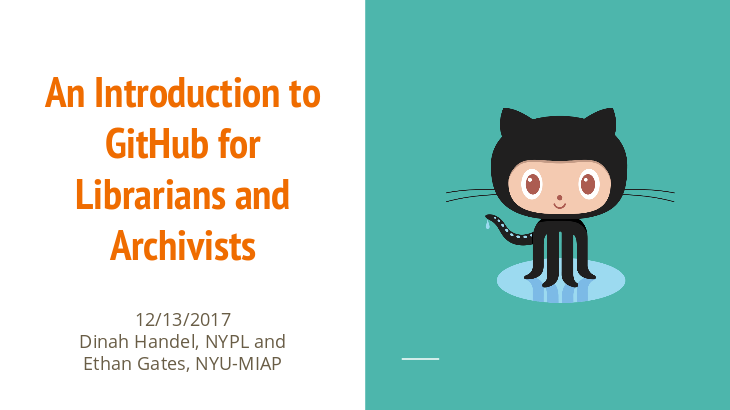 An Introduction to
GitHub for
Librarians and
Archivists
12/13/2017
Dinah Handel, NYPL and
Ethan Gates, NYU-MIAP